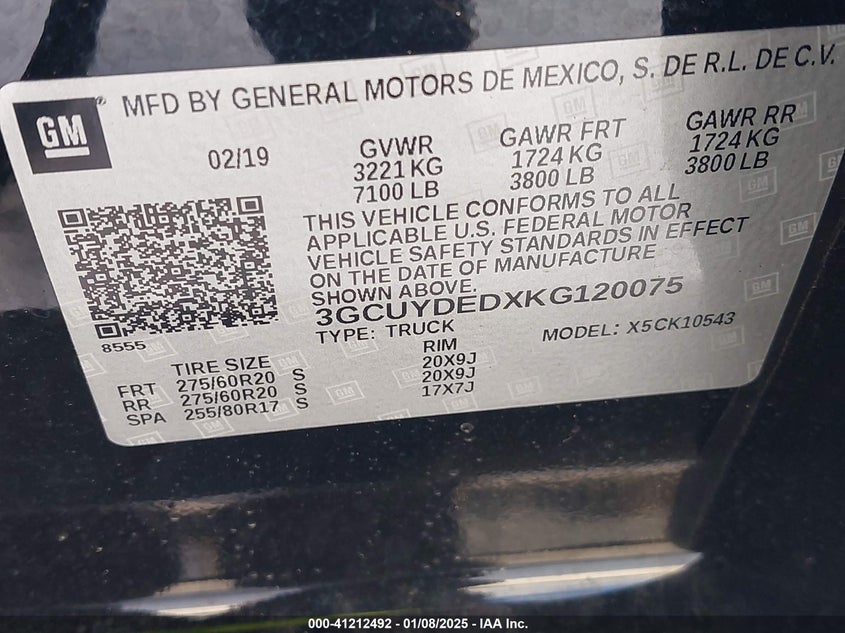 GM
MFD BY GENERAL MOTORS DE MEXICO, S. DE R.L. DE C.V.
02/19
GVWR
3221 KG
7100 LB
GAWR FRT
1724 KG
3800 LB
GAWR RR
1724 KG
3800 LB
THIS VEHICLE CONFORMS TO ALL
APPLICABLE U.S. FEDERAL MOTOR
VEHICLE SAFETY STANDARDS IN EFFECT
ON THE DATE OF MANUFACTURE
SHOWN ABOVE.
3GCUYDEDXKG120075
TYPE: TRUCK
MODEL: X5CK10543
8555
TIRE SIZE
RIM
FRT 275/60R20 S 20X9J
RR 275/60R20 S 20X9J
SPA 255/80R17 S 17X7J
000-41212492 - 01/08/2025 - IAA Inc.